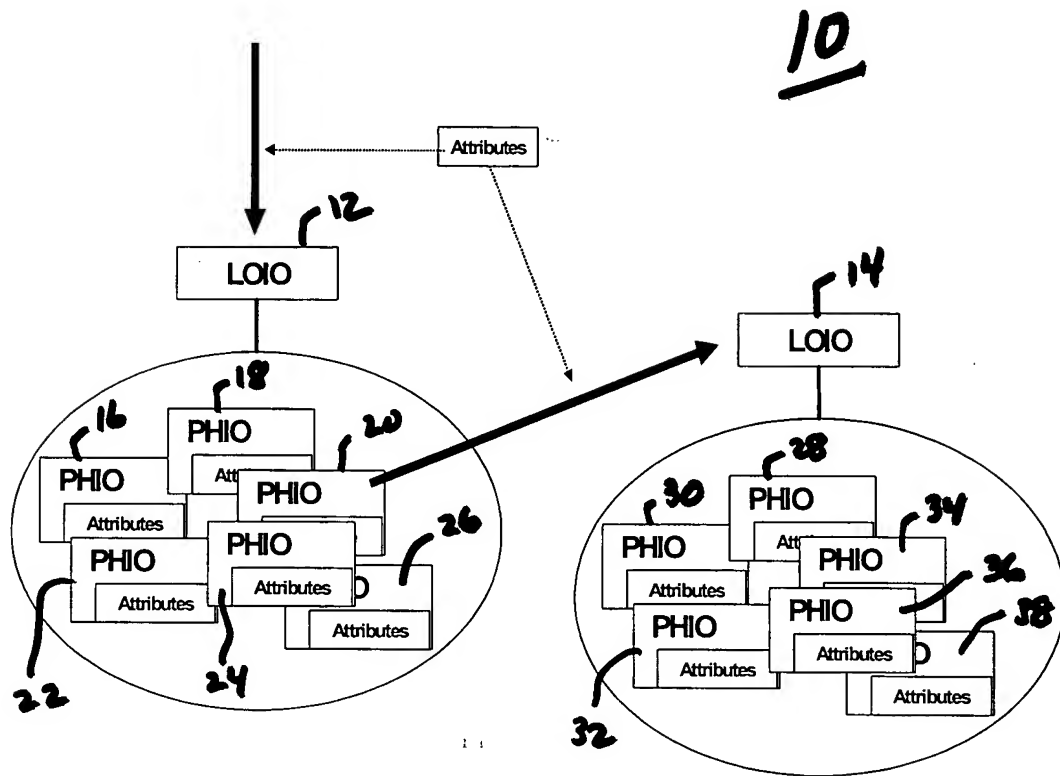 10
Attributes
12
LOIO
14
LOIO
18
16
PHIO
20
PHIO
Attributes
PHIO
26
PHIO
Attributes
PHIO
Attributes
Attributes
22
24
28
30
PHIO
34
PHIO
Attributes
PHIO
36
PHIO
Attributes
PHIO
38
Attributes
Attributes
32